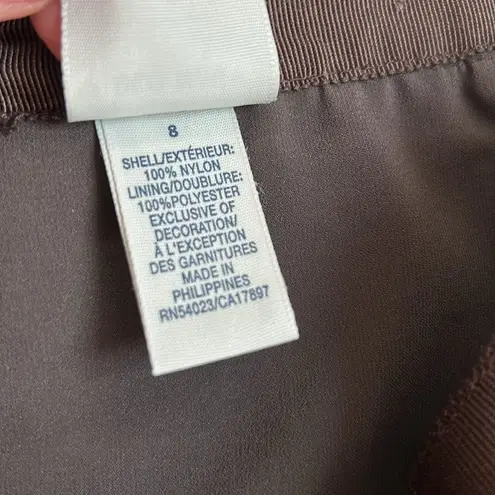 8
SHELL/EXTÉRIEUR:
100% NYLON
LINING/DOUBLURE:
100%POLYESTER
EXCLUSIVE OF
DECORATION/
À L'EXCEPTION
DES GARNITURES
MADE IN
PHILIPPINES
RN54023/CA17897